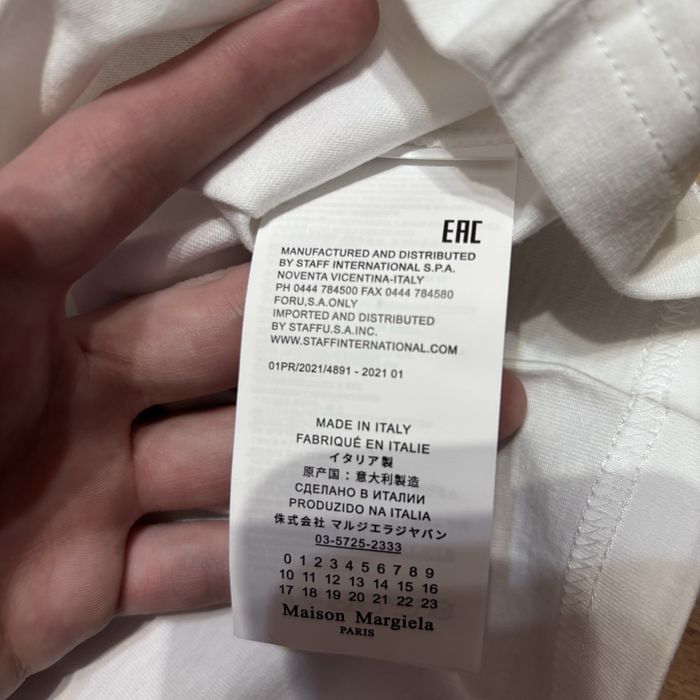 EAC
MANUFACTURED AND DISTRIBUTED
BY STAFF INTERNATIONAL S.P.A.
NOVENTA VICENTINA-ITALY
PH 0444 784500 FAX 0444 784580
FORU,S.A.ONLY
IMPORTED AND DISTRIBUTED
BY STAFFU.S.A.INC.
WWW.STAFFINTERNATIONAL.COM
01PR/2021/4891 - 2021 01
MADE IN ITALY
FABRIQUÉ EN ITALIE
イタリア製
原产国：意大利製造
СДЕЛАНО В ИТАЛИИ
PRODUZIDO NA ITALIA
侏式会社 マルジエラジヤバン
03-5725-2333
0 1 2 3 4 5 6 7 8 9
10 11 12 13 14 15 16
17 18 19 20 21 22 23
Maison Margiela
PARIS